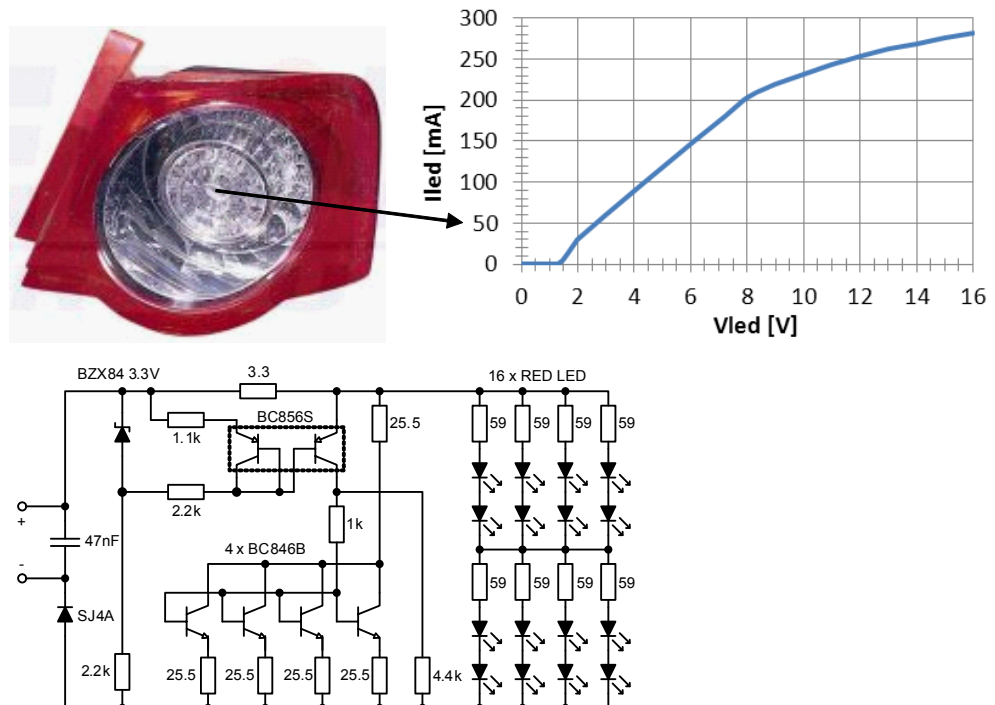 300
250
200
150
100
50
0
Iled [mA]
0 2 4 6 8 10 12 14 16
Vled [V]
BZX84 3.3V
3.3
16 x RED LED
BC856S
1.1k
25.5
59 59 59 59
2.2k
+
1k
47nF
4 x BC846B
-
59 59 59 59
SJ4A
2.2k
25.5 25.5 25.5 25.5
4.4k